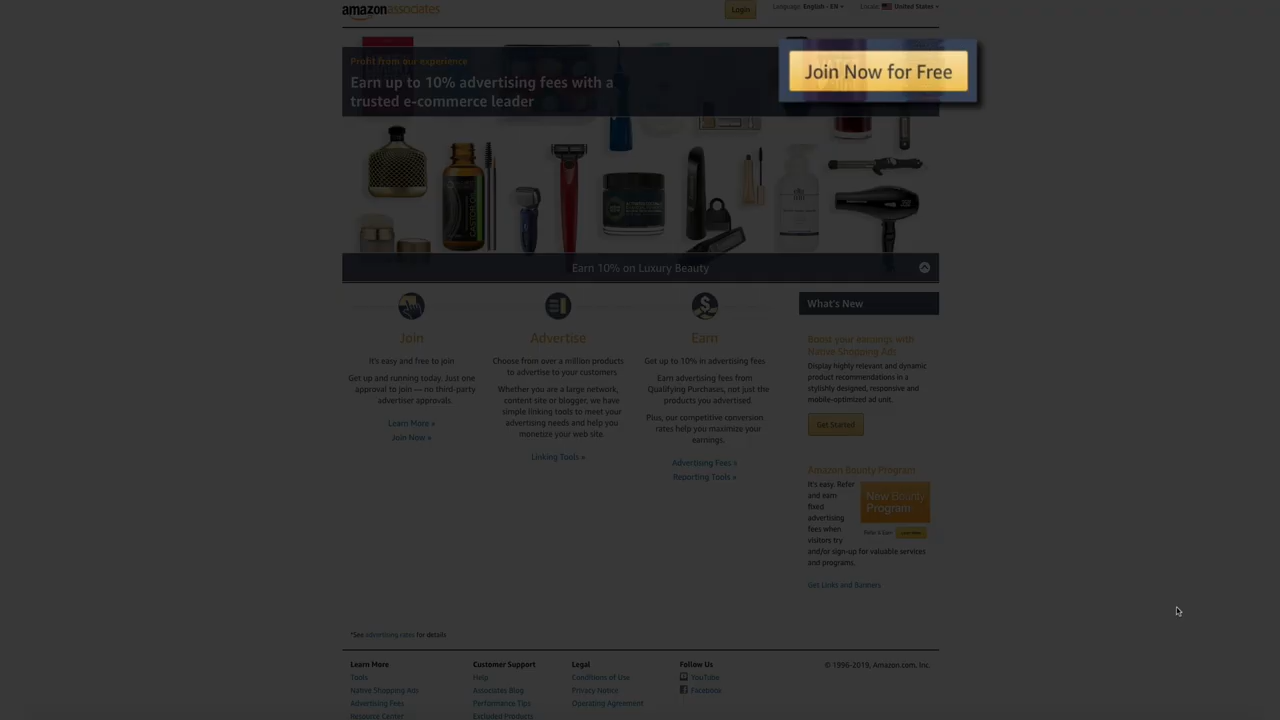 amazonassociates
Login
Language: English - EN
Locale: United States
Join Now for Free
Profit from our experience
Earn up to 10% advertising fees with a
trusted e-commerce leader
Earn 10% on Luxury Beauty
Join
It's easy and free to join
Get up and running today. Just one
approval to join — no third-party
advertiser approvals.
Learn More »
Join Now »
Advertise
Choose from over a million products
to advertise to your customers
Whether you are a large network,
content site or blogger, we have
simple linking tools to meet your
advertising needs and help you
monetize your web site.
Linking Tools »
Earn
Get up to 10% in advertising fees
Earn advertising fees from
Qualifying Purchases, not just the
products you advertised.
Plus, our competitive conversion
rates help you maximize your
earnings.
Advertising Fees »
Reporting Tools »
What's New
Boost your earnings with
Native Shopping Ads
Display highly relevant and dynamic
product recommendations in a
stylishly designed, responsive and
mobile-optimized ad unit.
Get Started
Amazon Bounty Program
It's easy. Refer
and earn
fixed
advertising
fees when
visitors try
and/or sign-up for valuable services
and programs.
New Bounty
Program
Get Links and Banners
*See advertising rates for details
Learn More
Tools
Native Shopping Ads
Advertising Fees
Resource Center
Customer Support
Help
Associates Blog
Performance Tips
Excluded Products
Legal
Conditions of Use
Privacy Notice
Operating Agreement
Follow Us
YouTube
Facebook
© 1996-2019, Amazon.com, Inc.